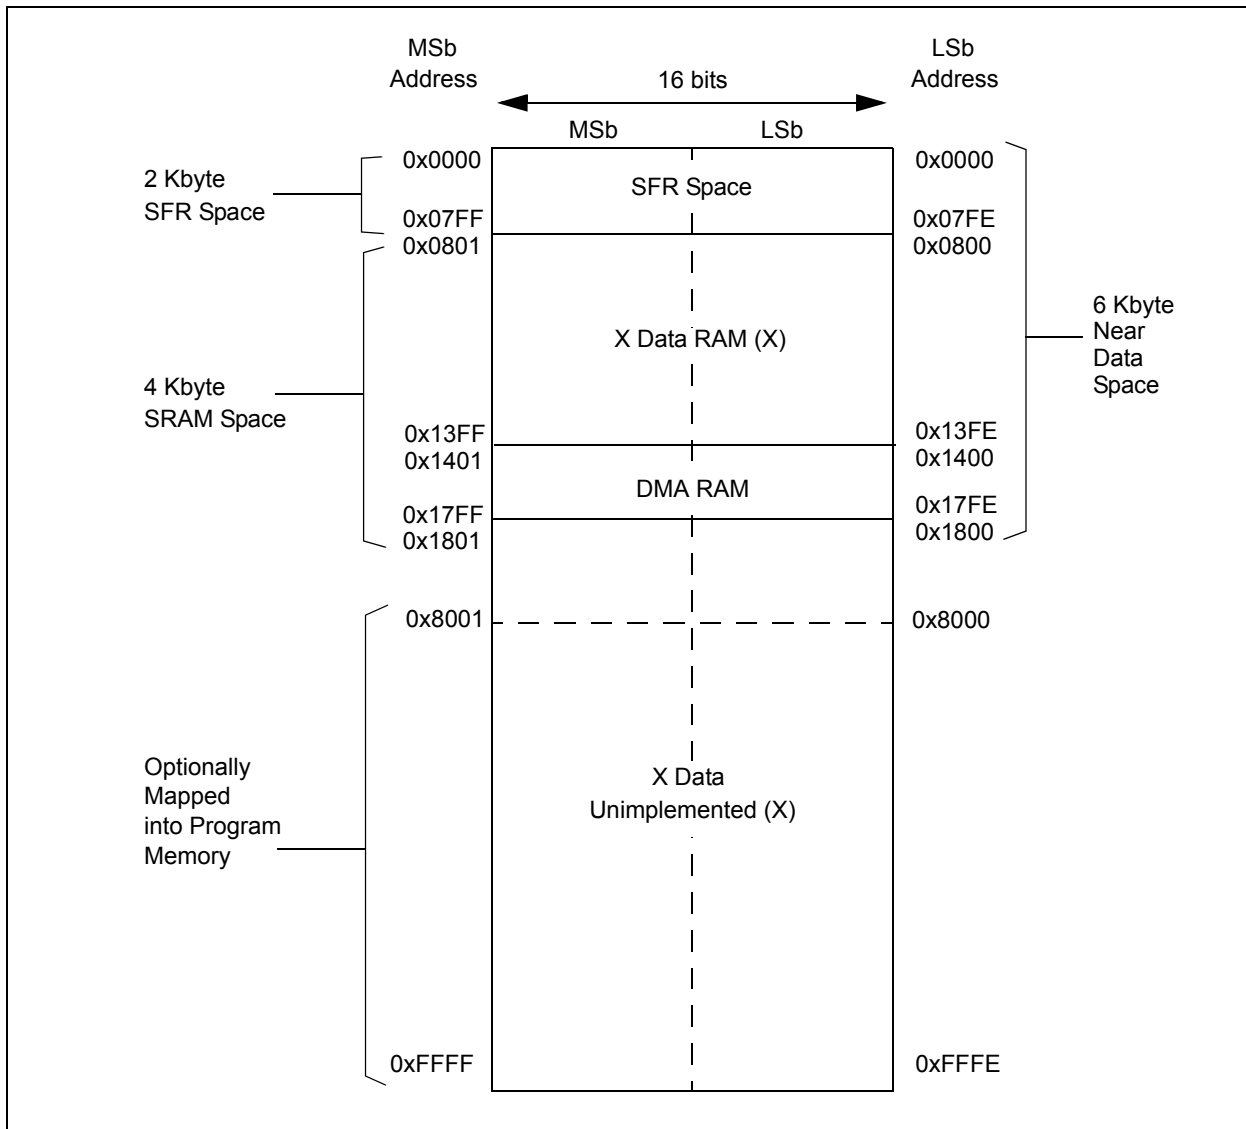 MSb
Address
LSb
Address
16 bits
MSb
LSb
0x0000
SFR Space
0x0000
2 Kbyte
SFR Space
0x07FF
0x07FE
0x0801
0x0800
X Data RAM (X)
6 Kbyte
Near
Data
Space
4 Kbyte
SRAM Space
0x13FF
0x13FE
0x1401
0x1400
DMA RAM
0x17FF
0x17FE
0x1801
0x1800
0x8001
0x8000
Optionally
Mapped
into Program
Memory
X Data
Unimplemented (X)
0xFFFF
0xFFFE